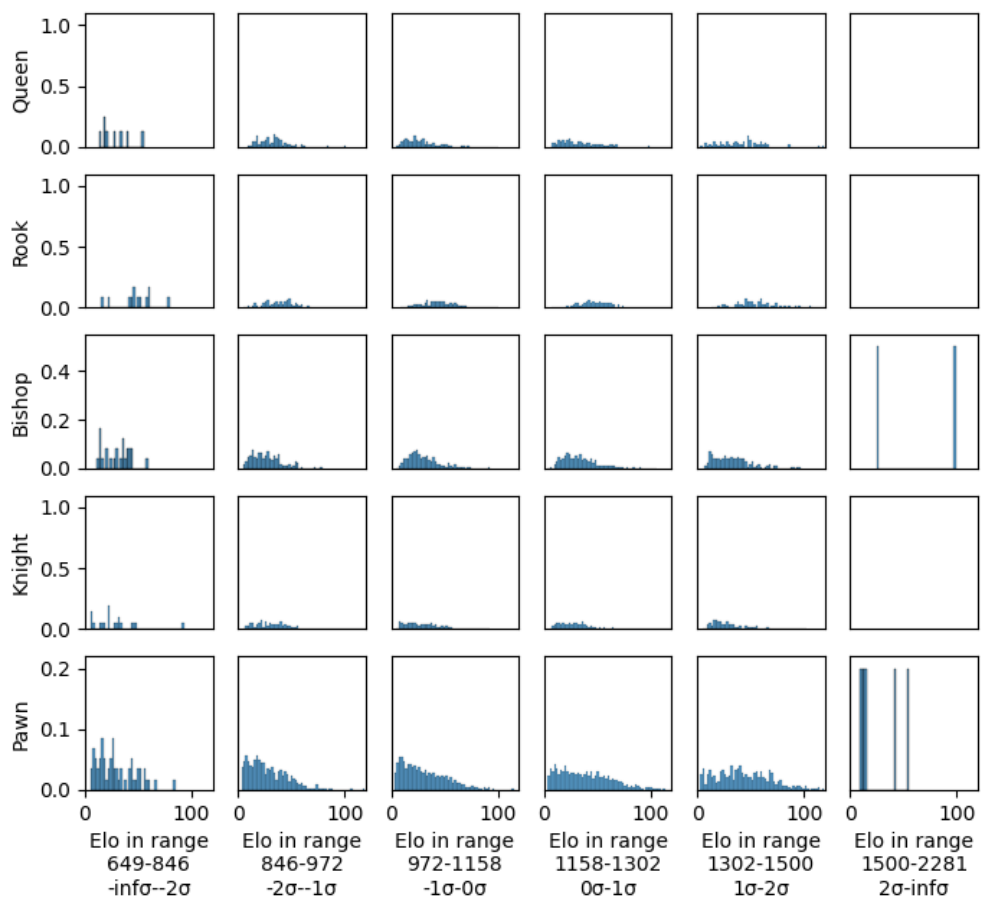 Queen
1.0
0.5
0.0
Rook
1.0
0.5
0.0
Bishop
0.4
0.2
0.0
Knight
1.0
0.5
0.0
Pawn
0.2
0.1
0.0
0 100 0 100 0 100 0 100 0 100 0 100
Elo in range Elo in range Elo in range Elo in range Elo in range Elo in range
649-846 846-972 972-1158 1158-1302 1302-1500 1500-2281
-infσ--2σ -2σ--1σ -1σ-0σ 0σ-1σ 1σ-2σ 2σ-infσ